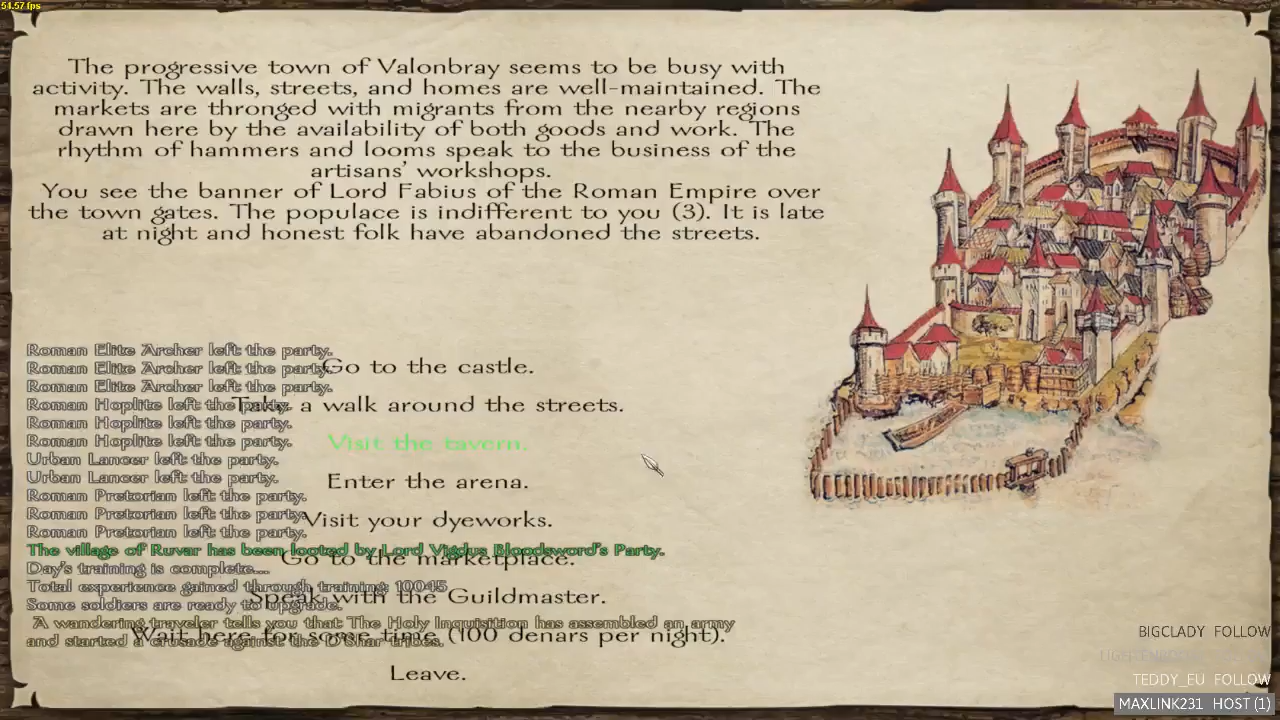 51.57 fps
The progressive town of Valonbray seems to be busy with
activity. The walls, streets, and homes are well-maintained. The
markets are thronged with migrants from the nearby regions
drawn here by the availability of both goods and work. The
rhythm of hammers and looms speak to the business of the
artisans' workshops.
You see the banner of Lord Fabius of the Roman Empire over
the town gates. The populace is indifferent to you (3). It is late
at night and honest folk have abandoned the streets.
Roman Elite Archer left the party.
Go to the castle.
Roman Elite Archer left the party.
Roman Elite Archer left the party.
Roman Hoplite left the party.
Take a walk around the streets.
Roman Hoplite left the party.
Roman Hoplite left the party.
Visit the tavern.
Urban Lancer left the party.
Urban Lancer left the party.
Enter the arena.
Roman Pretorian left the party.
Roman Pretorian left the party.
Visit your dyeworks.
Roman Pretorian left the party.
The village of Ruvar has been looted by Lord Vigdus Bloodsword's Party.
Go to the marketplace.
Day's training is complete...
Total experience gained through training: 10045
Speak with the Guildmaster.
Some soldiers are ready to upgrade.
A wandering traveler tells you that The Holy Inquisition has assembled an army
and started a crusade against the D'Shar tribes.
Wait here for some time (100 denars per night).
Leave.
BIGCLADY FOLLOW
TEDDY_EU FOLLOW
MAXLINK231 HOST (1)